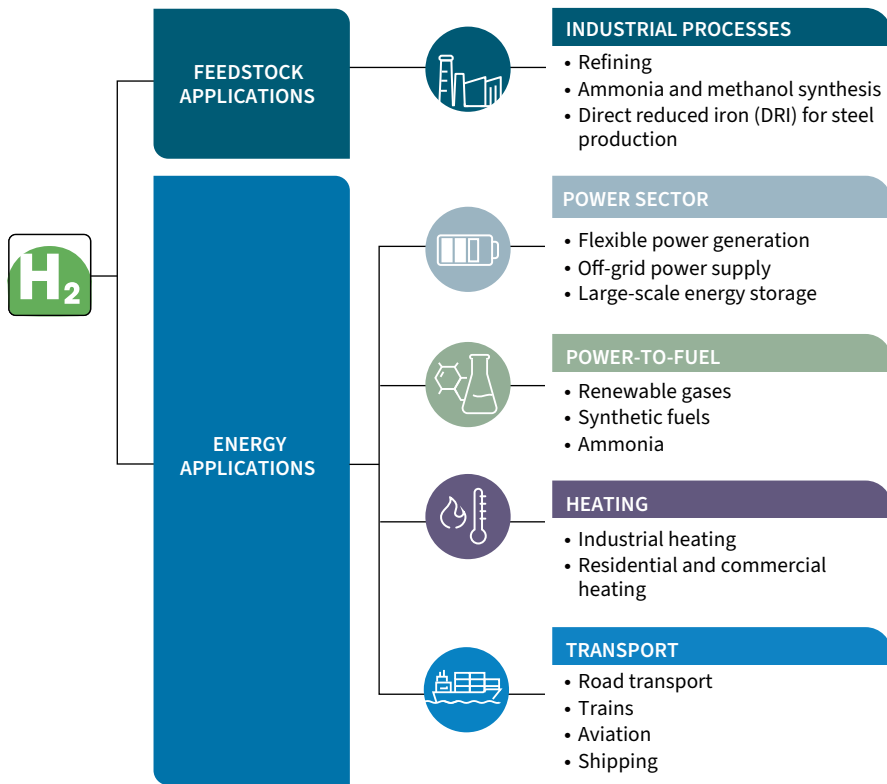 H2
FEEDSTOCK
APPLICATIONS
INDUSTRIAL PROCESSES
• Refining
• Ammonia and methanol synthesis
• Direct reduced iron (DRI) for steel
production
ENERGY
APPLICATIONS
POWER SECTOR
• Flexible power generation
• Off-grid power supply
• Large-scale energy storage
POWER-TO-FUEL
• Renewable gases
• Synthetic fuels
• Ammonia
HEATING
• Industrial heating
• Residential and commercial
heating
TRANSPORT
• Road transport
• Trains
• Aviation
• Shipping